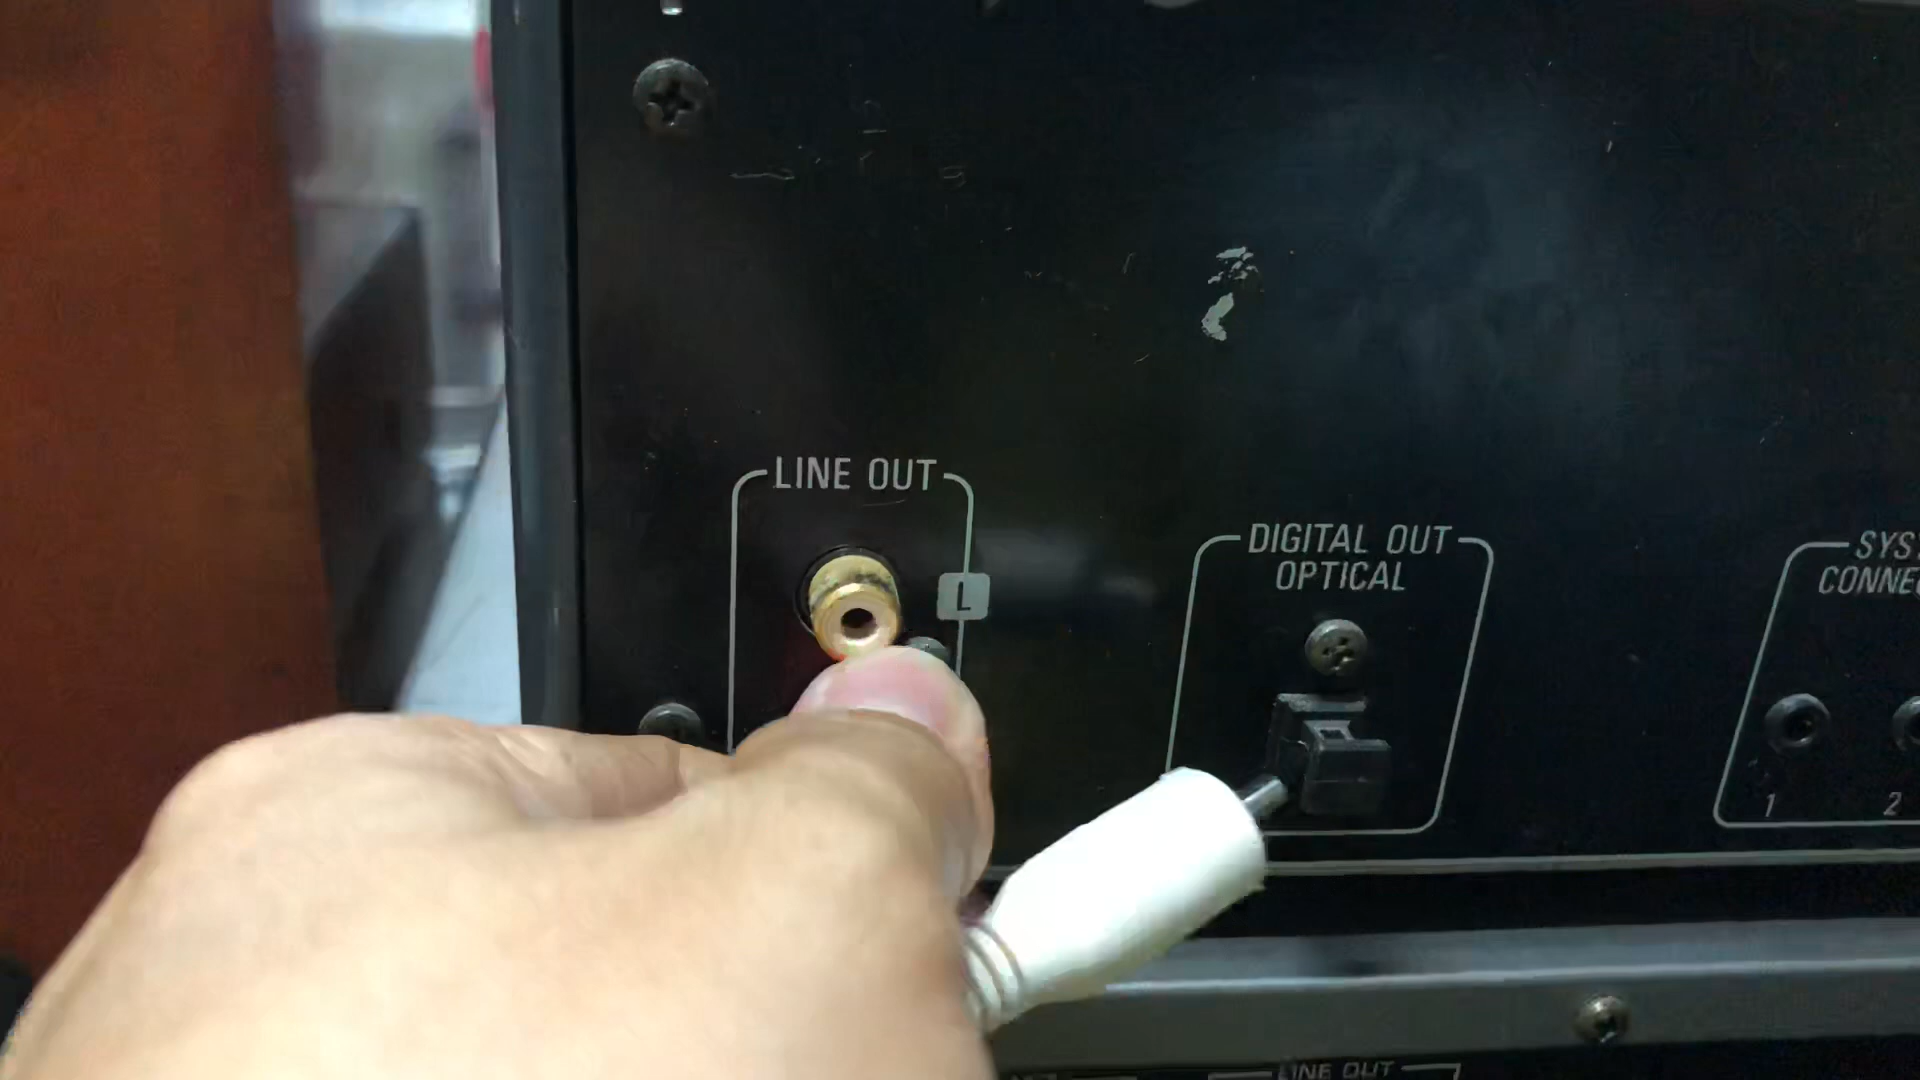 LINE OUT
L
DIGITAL OUT
OPTICAL
1
2
LINE OUT